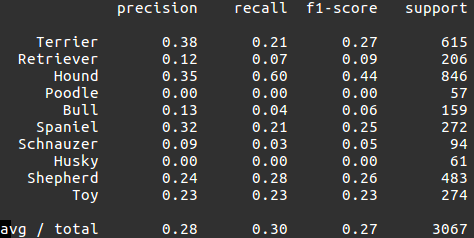 precision recall f1-score support
Terrier 0.38 0.21 0.27 615
Retriever 0.12 0.07 0.09 206
Hound 0.35 0.60 0.44 846
Poodle 0.00 0.00 0.00 57
Bull 0.13 0.04 0.06 159
Spaniel 0.32 0.21 0.25 272
Schnauzer 0.09 0.03 0.05 94
Husky 0.00 0.00 0.00 61
Shepherd 0.24 0.28 0.26 483
Toy 0.23 0.23 0.23 274
avg / total 0.28 0.30 0.27 3067